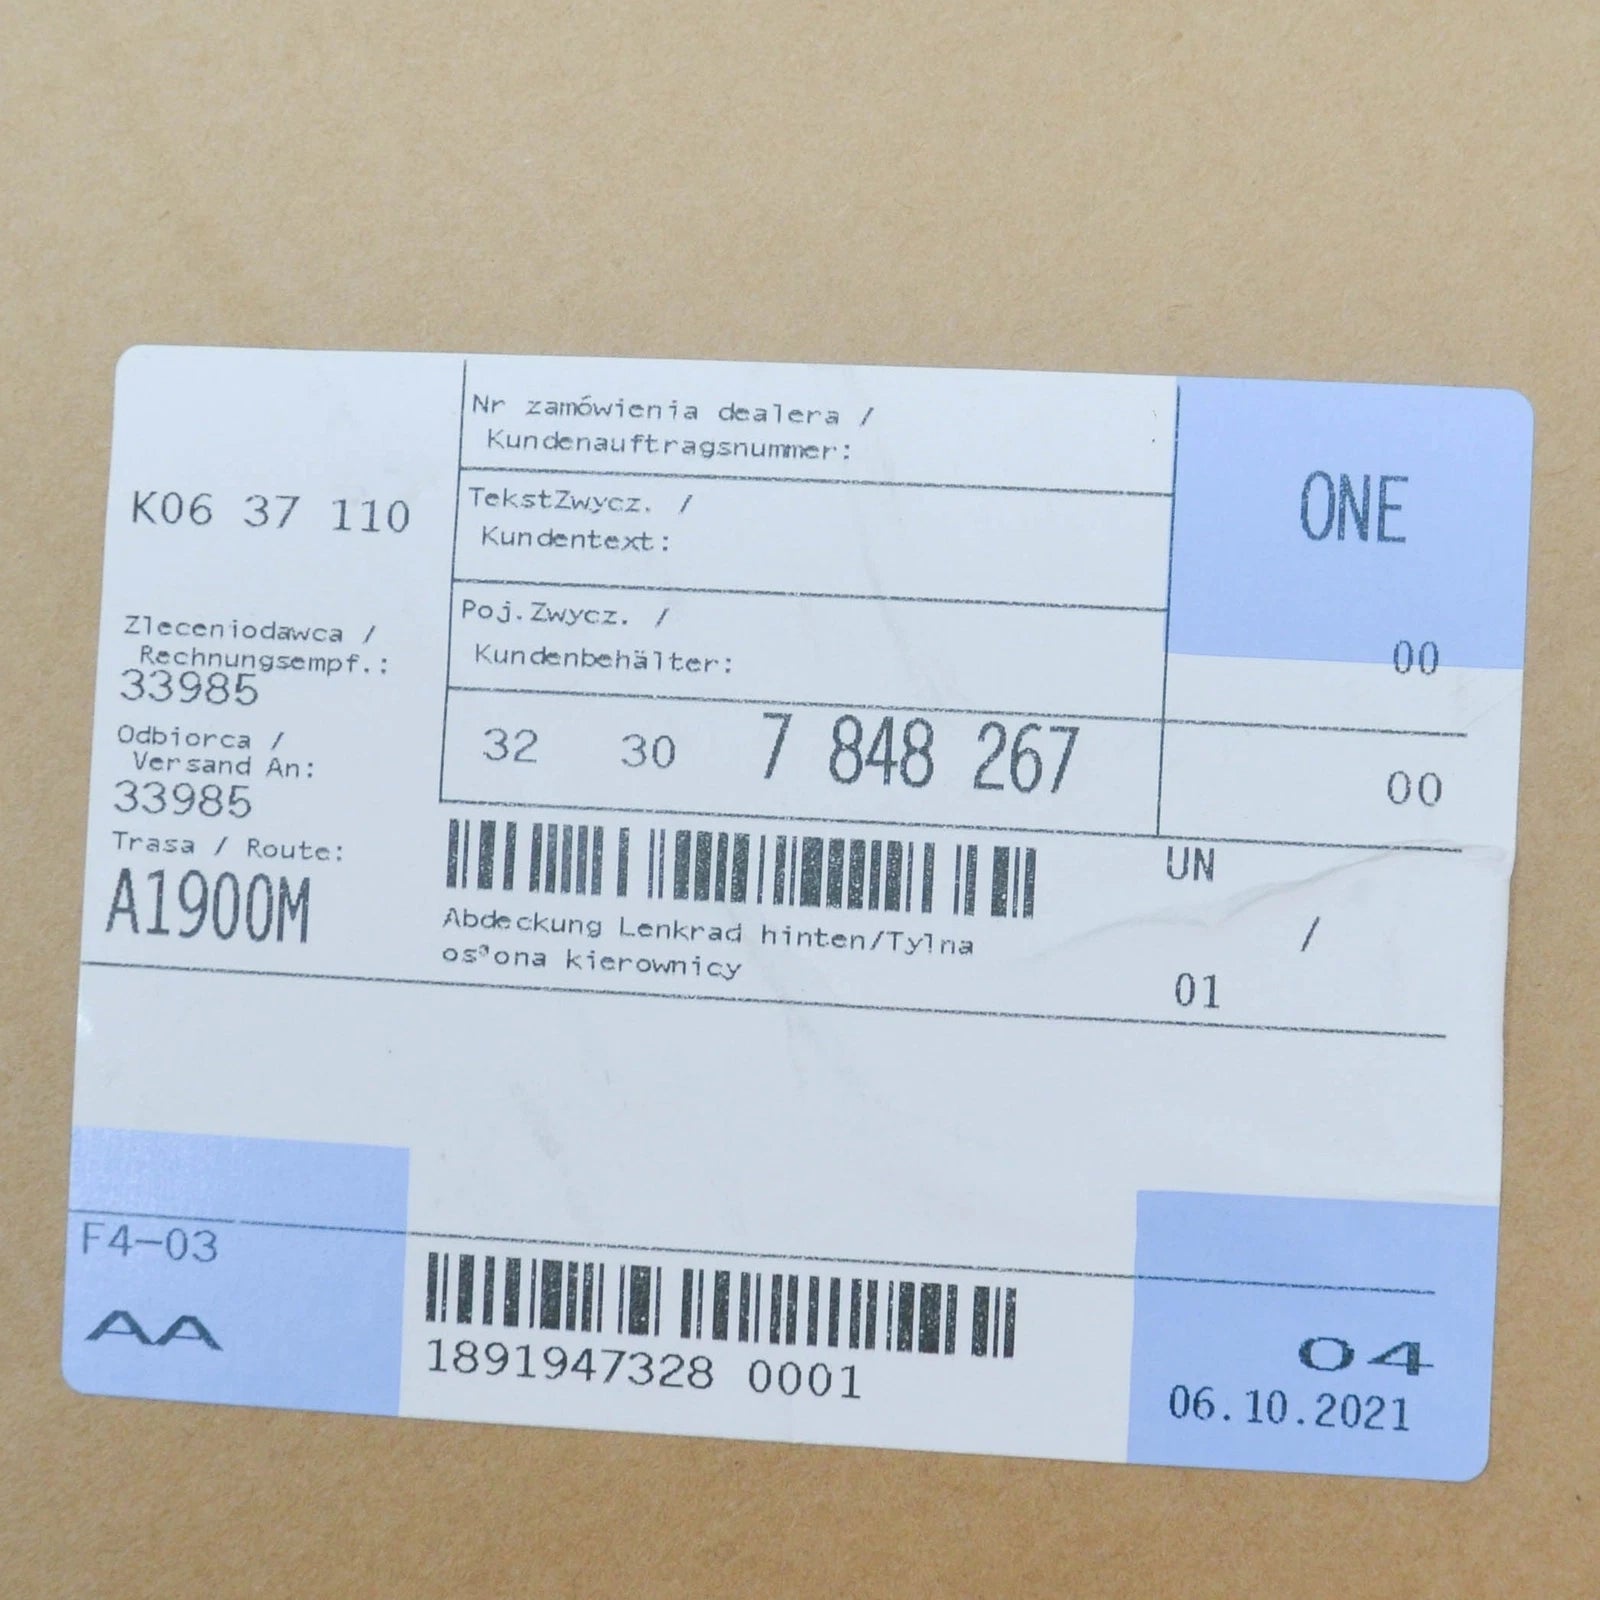 K06 37 110
Nr zamówienia dealera /
Kundenauftragsnummer:
TekstZwycz. /
Kundentext:
Poj.Zwycz. /
Kundenbehälter:
ONE
00
Zleceniodawca /
Rechnungsempf.:
33985
Odbiorca /
Versand An:
33985
Trasa / Route:
A1900M
32 30 7 848 267
00
Abdeckung Lenkrad hinten/Tylna
osªona kierownicy
UN
/
01
F4-03
AA
1891947328 0001
04
06.10.2021